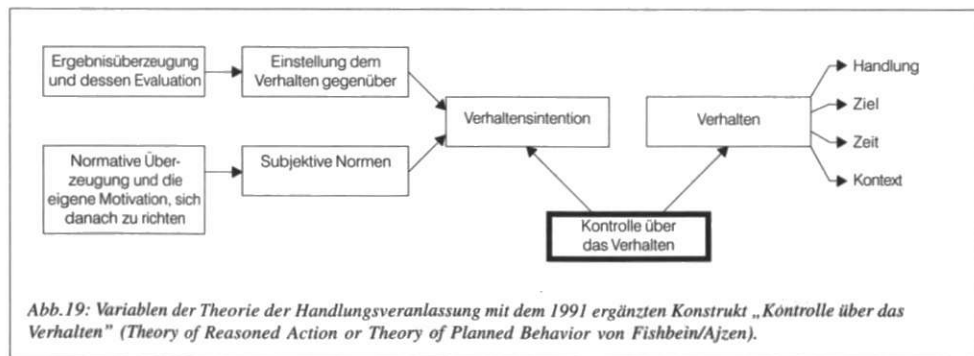 Ergebnisüberzeugung
und dessen Evaluation
Einstellung dem
Verhalten gegenüber
Normative Über-
zeugung und die
eigene Motivation, sich
danach zu richten
Subjektive Normen
Verhaltensintention
Verhalten
Handlung
Ziel
Zeit
Kontext
Kontrolle über
das Verhalten
Abb.19: Variablen der Theorie der Handlungsveranlassung mit dem 1991 ergänzten Konstrukt „Kontrolle über das
Verhalten” (Theory of Reasoned Action or Theory of Planned Behavior von Fishbein/Ajzen).